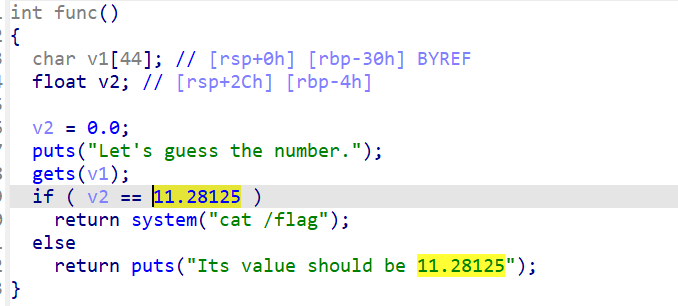 int func()
{
  char v1[44]; // [rsp+0h] [rbp-30h] BYREF
  float v2; // [rsp+2Ch] [rbp-4h]

  v2 = 0.0;
  puts("Let's guess the number.");
  gets(v1);
  if ( v2 == 11.28125 )
    return system("cat /flag");
  else
    return puts("Its value should be 11.28125");
}